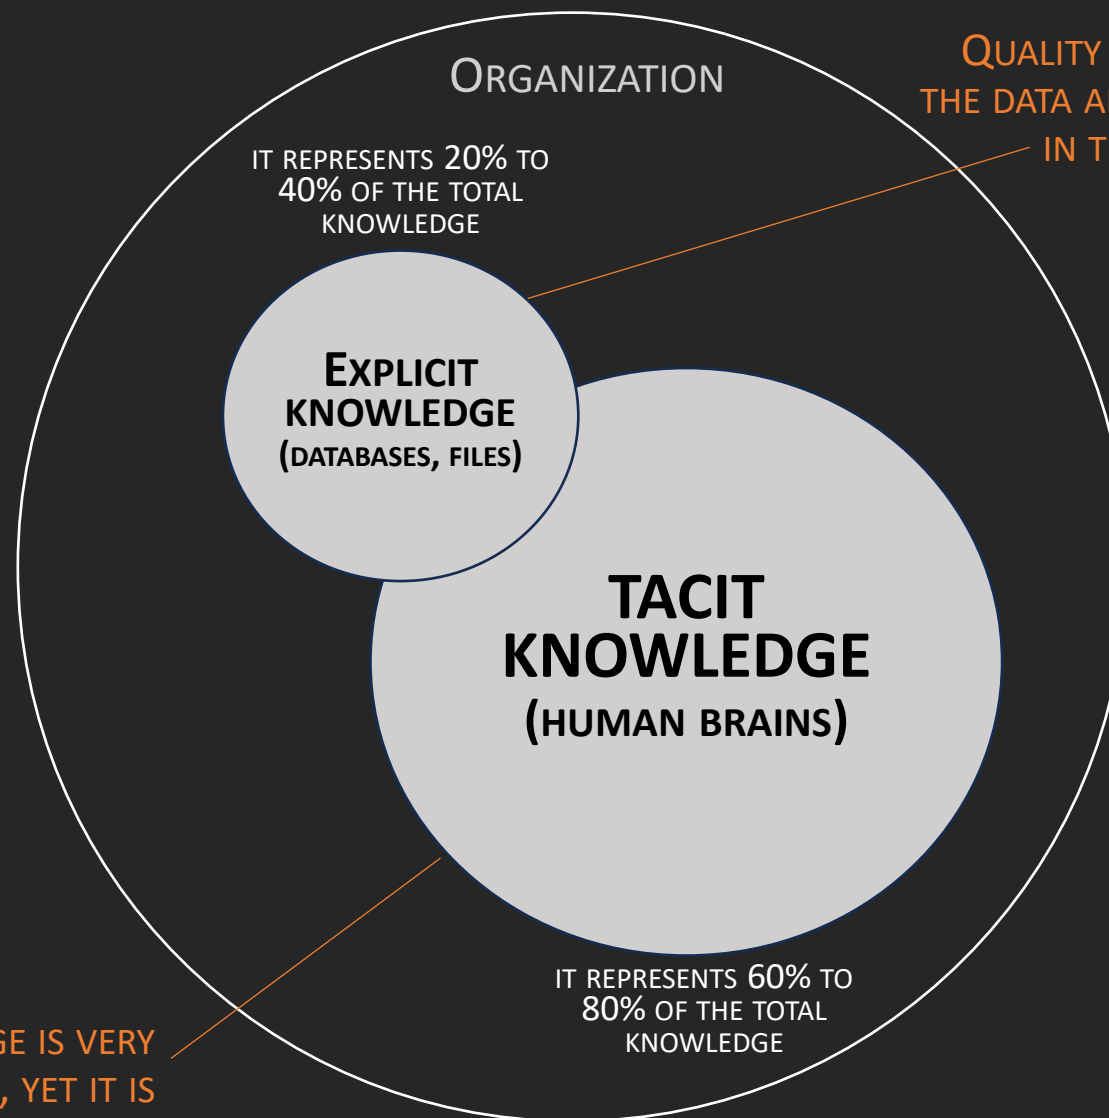 ORGANIZATION
QUALITY
THE DATA
IN
IT REPRESENTS 20% TO
40% OF THE TOTAL
KNOWLEDGE
EXPLICIT
KNOWLEDGE
(DATABASES, FILES)
TACIT
KNOWLEDGE
(HUMAN BRAINS)
IT REPRESENTS 60% TO
80% OF THE TOTAL
KNOWLEDGE
IS VERY
, YET IT IS